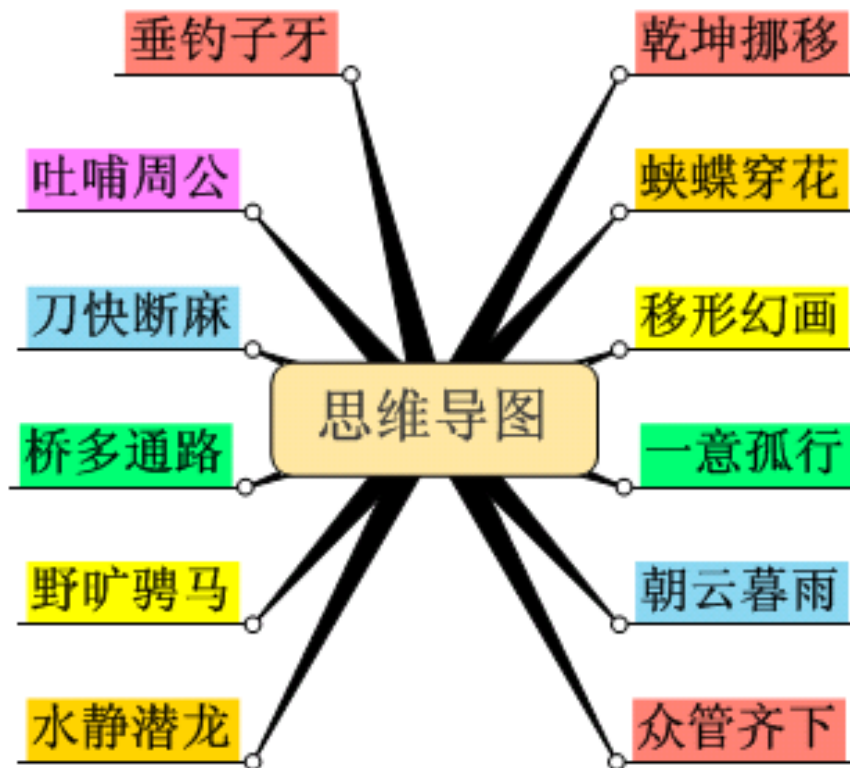 垂钓子牙
乾坤挪移
吐哺周公
蛱蝶穿花
刀快断麻
移形幻画
思维导图
桥多通路
一意孤行
野旷骋马
朝云暮雨
水静潜龙
众管齐下